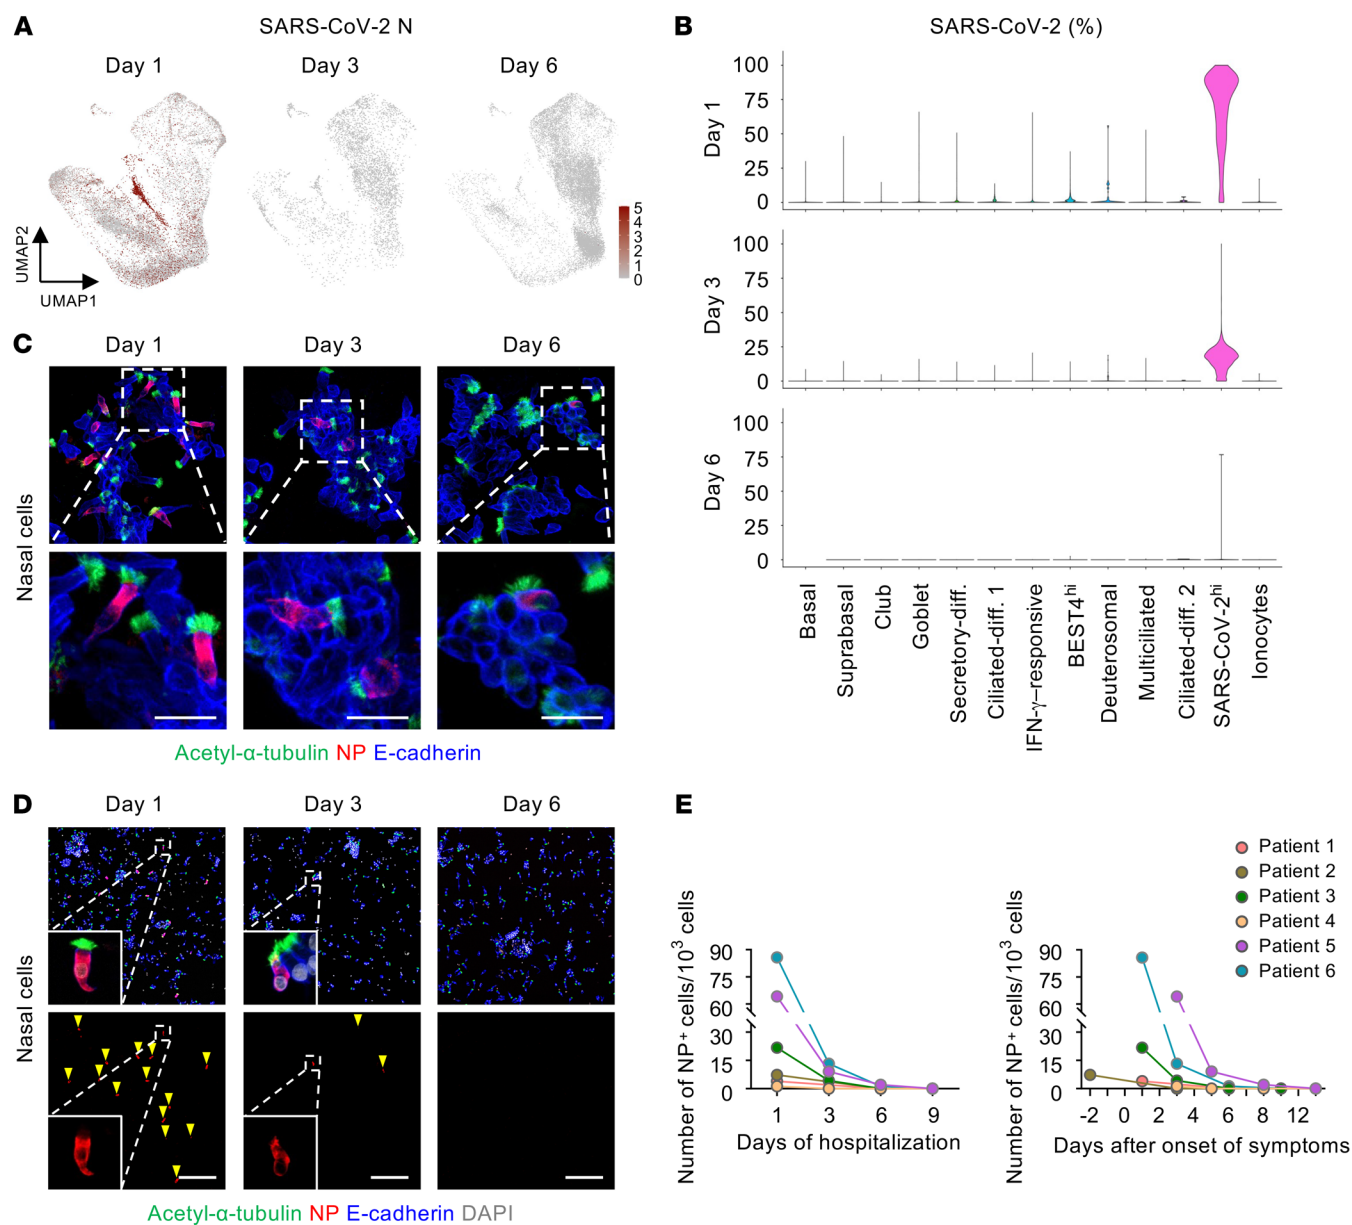 A
SARS-CoV-2 N
Day 1
Day 3
Day 6
UMAP2
UMAP1
5
4
3
2
1
0
B
SARS-CoV-2 (%)
Day 1
100
75
50
25
0
Day 3
100
75
50
25
0
Day 6
100
75
50
25
0
Basal
Suprabasal
Club
Goblet
Secretory-diff.
Ciliated-diff. 1
IFN-γ–responsive
BEST4hi
Deuterosomal
Multiciliated
Ciliated-diff. 2
SARS-CoV-2hi
Ionocytes
C
Day 1
Day 3
Day 6
Nasal cells
Acetyl-α-tubulin NP E-cadherin
D
Day 1
Day 3
Day 6
Nasal cells
Acetyl-α-tubulin NP E-cadherin DAPI
E
Patient 1
Patient 2
Patient 3
Patient 4
Patient 5
Patient 6
Number of NP+ cells/10³ cells
90
75
60
30
15
0
1 3 6 9
Days of hospitalization
Number of NP+ cells/10³ cells
90
75
60
30
15
0
-2 0 2 4 6 8 12
Days after onset of symptoms